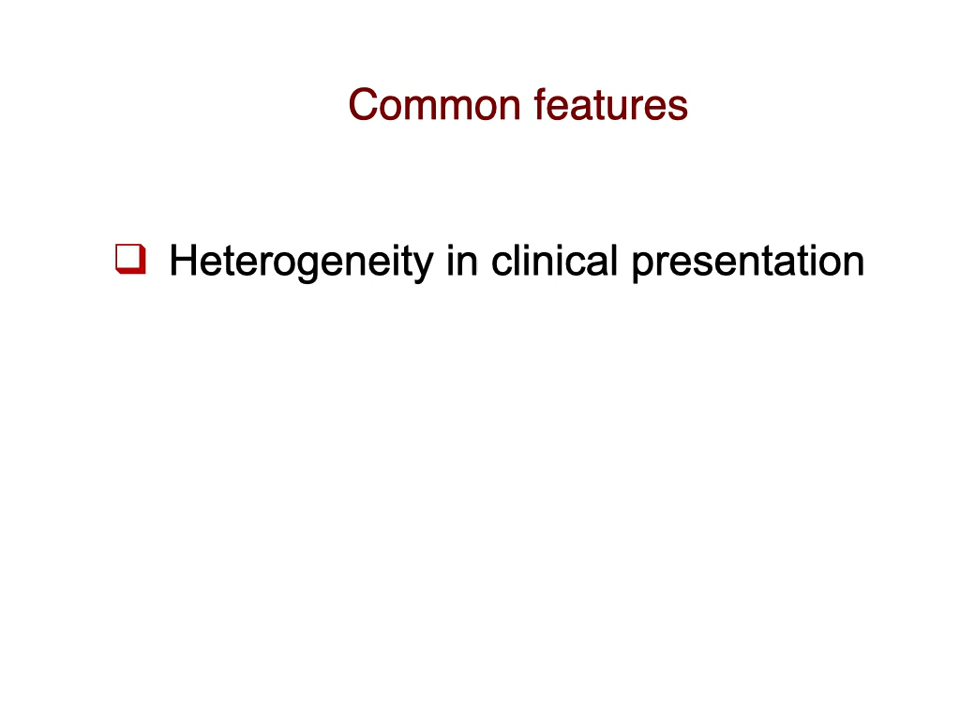 Common features
❑ Heterogeneity in clinical presentation